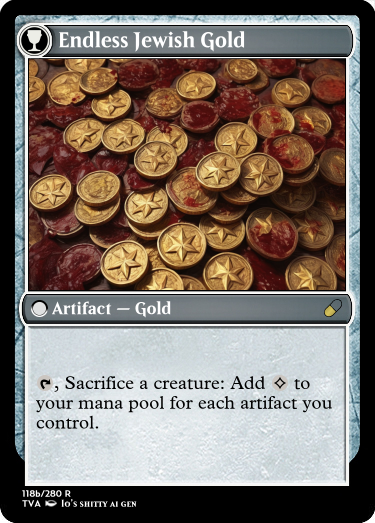 Endless Jewish Gold
Artifact — Gold
, Sacrifice a creature: Add to
your mana pool for each artifact you
control.
118b/280 R
TVA Io's SHITTY AI GEN